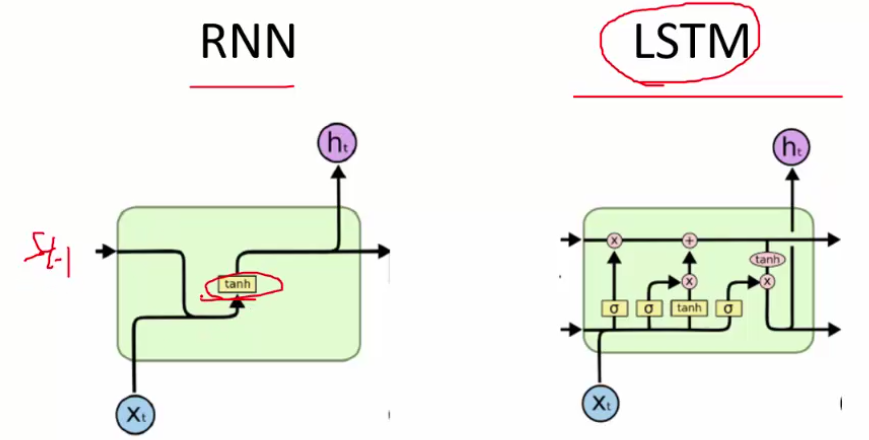 RNN
LSTM
hₜ
hₜ
St-1
x
+
tanh
tanh
x
x
σ
σ
tanh
σ
Xₜ
Xₜ